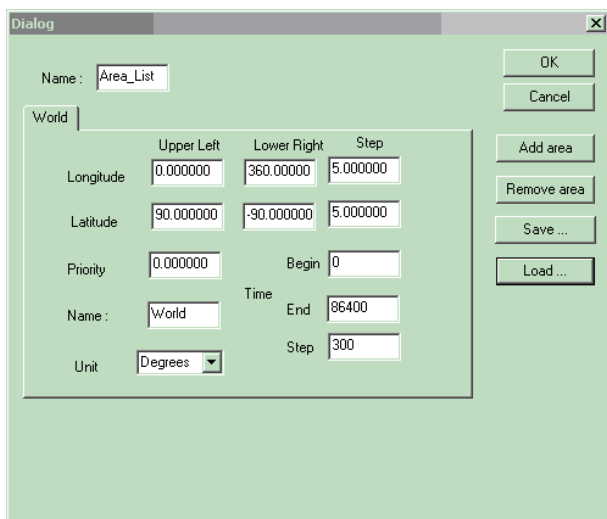 Dialog
Name : Area_List
OK
Cancel
World
Upper Left Lower Right Step
Longitude 0.000000 360.00000 5.000000
Latitude 90.000000 -90.000000 5.000000
Priority 0.000000
Name : World
Unit Degrees
Time
Begin 0
End 86400
Step 300
Add area
Remove area
Save ...
Load ...